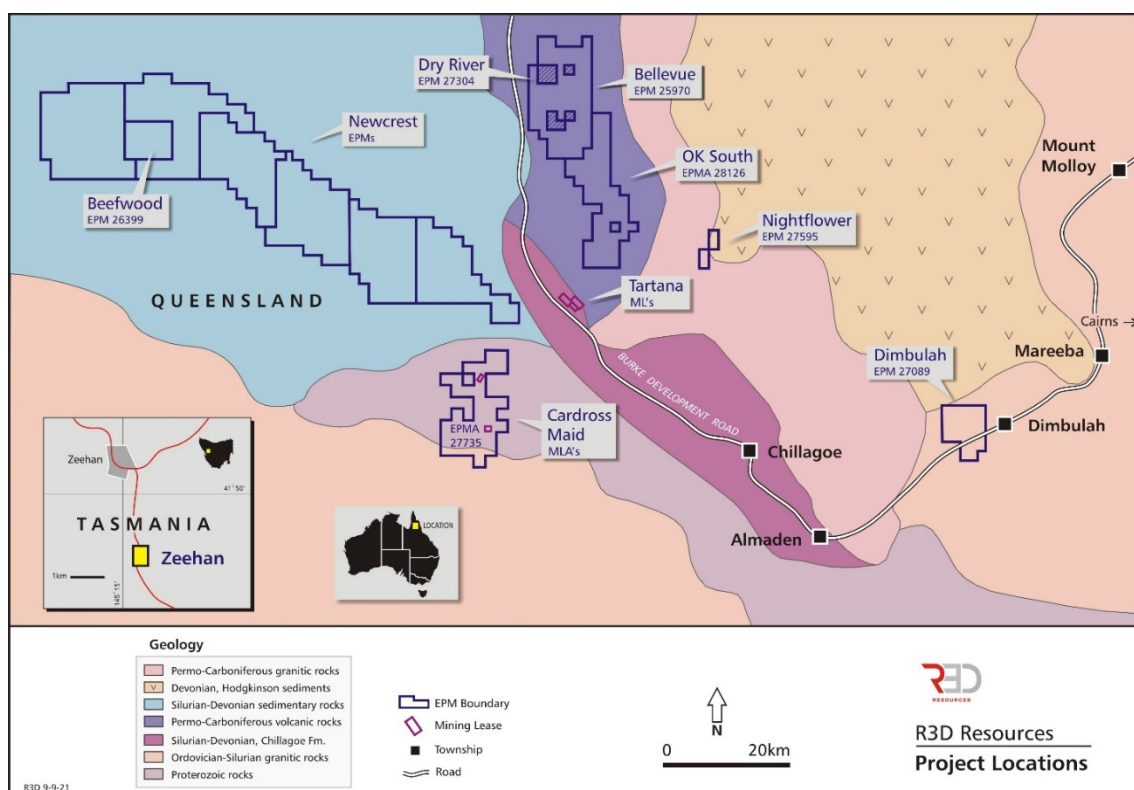 Dry River
EPM 27304
Bellevue
EPM 25970
Newcrest
EPMs
OK South
EPMA 28126
Mount
Molloy
Beefwood
EPM 26399
Nightflower
EPM 27595
QUEENSLAND
Tartana
ML's
Cairns →
Mareeba
BURKE DEVELOPMENT ROAD
Dimbulah
EPM 27089
Cardross
Maid
MLA's
EPMA
27735
Dimbulah
Chillagoe
Almaden
Zeehan
41°50'
TASMANIA
Zeehan
1km
145°15'
LOCATION
Geology
Permo-Carboniferous granitic rocks
Devonian, Hodgkinson sediments
Silurian-Devonian sedimentary rocks
Permo-Carboniferous volcanic rocks
Silurian-Devonian, Chillagoe Fm.
Ordovician-Silurian granitic rocks
Proterozoic rocks
EPM Boundary
Mining Lease
Township
Road
N
0 20km
R3D
RESOURCES
R3D Resources
Project Locations
R3D 9-9-21